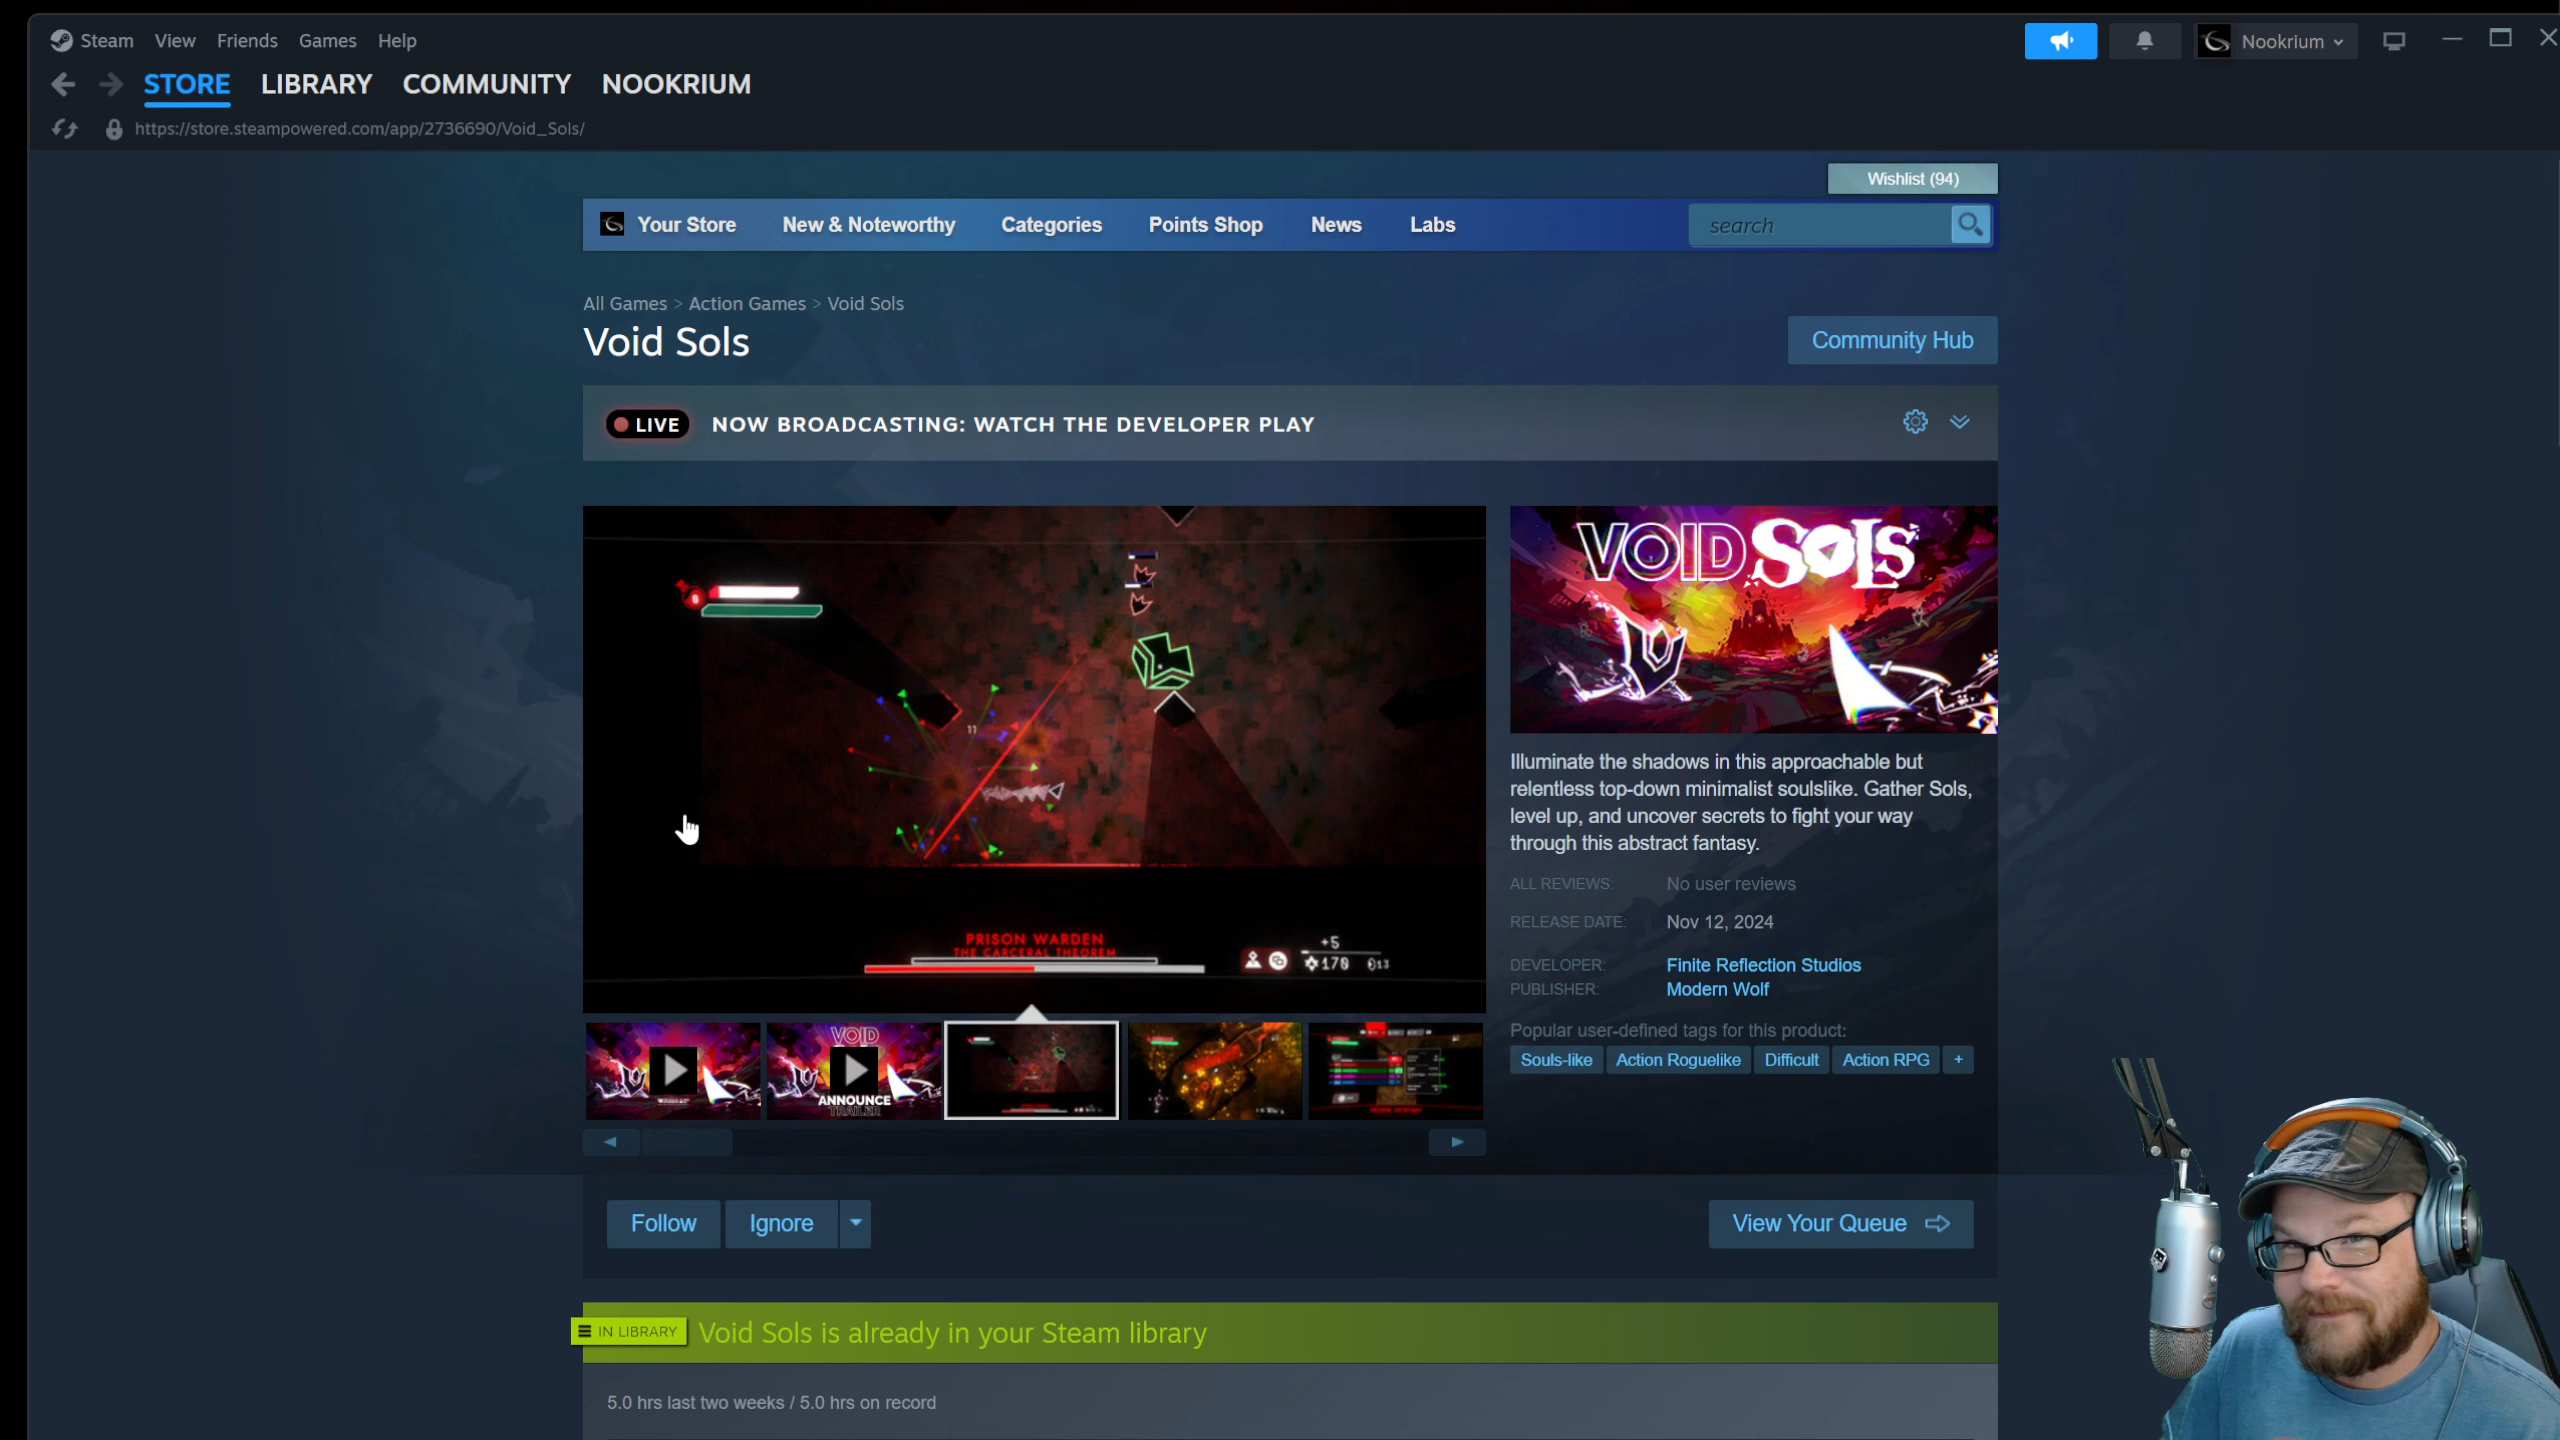 Steam View Friends Games Help
Nookrium
STORE LIBRARY COMMUNITY NOOKRIUM
https://store.steampowered.com/app/2736690/Void_Sols/
Wishlist (94)
Your Store New & Noteworthy Categories Points Shop News Labs
search
All Games > Action Games > Void Sols
Void Sols
Community Hub
LIVE NOW BROADCASTING: WATCH THE DEVELOPER PLAY
VOID SOLS
11
PRISON WARDEN
THE CARCERAL THEOREM
+5
170 13
Illuminate the shadows in this approachable but
relentless top-down minimalist soulslike. Gather Sols,
level up, and uncover secrets to fight your way
through this abstract fantasy.
ALL REVIEWS: No user reviews
RELEASE DATE: Nov 12, 2024
DEVELOPER: Finite Reflection Studios
PUBLISHER: Modern Wolf
Popular user-defined tags for this product:
Souls-like Action Roguelike Difficult Action RPG +
VOID
ANNOUNCE
TRAILER
Follow Ignore
View Your Queue
IN LIBRARY Void Sols is already in your Steam library
5.0 hrs last two weeks / 5.0 hrs on record